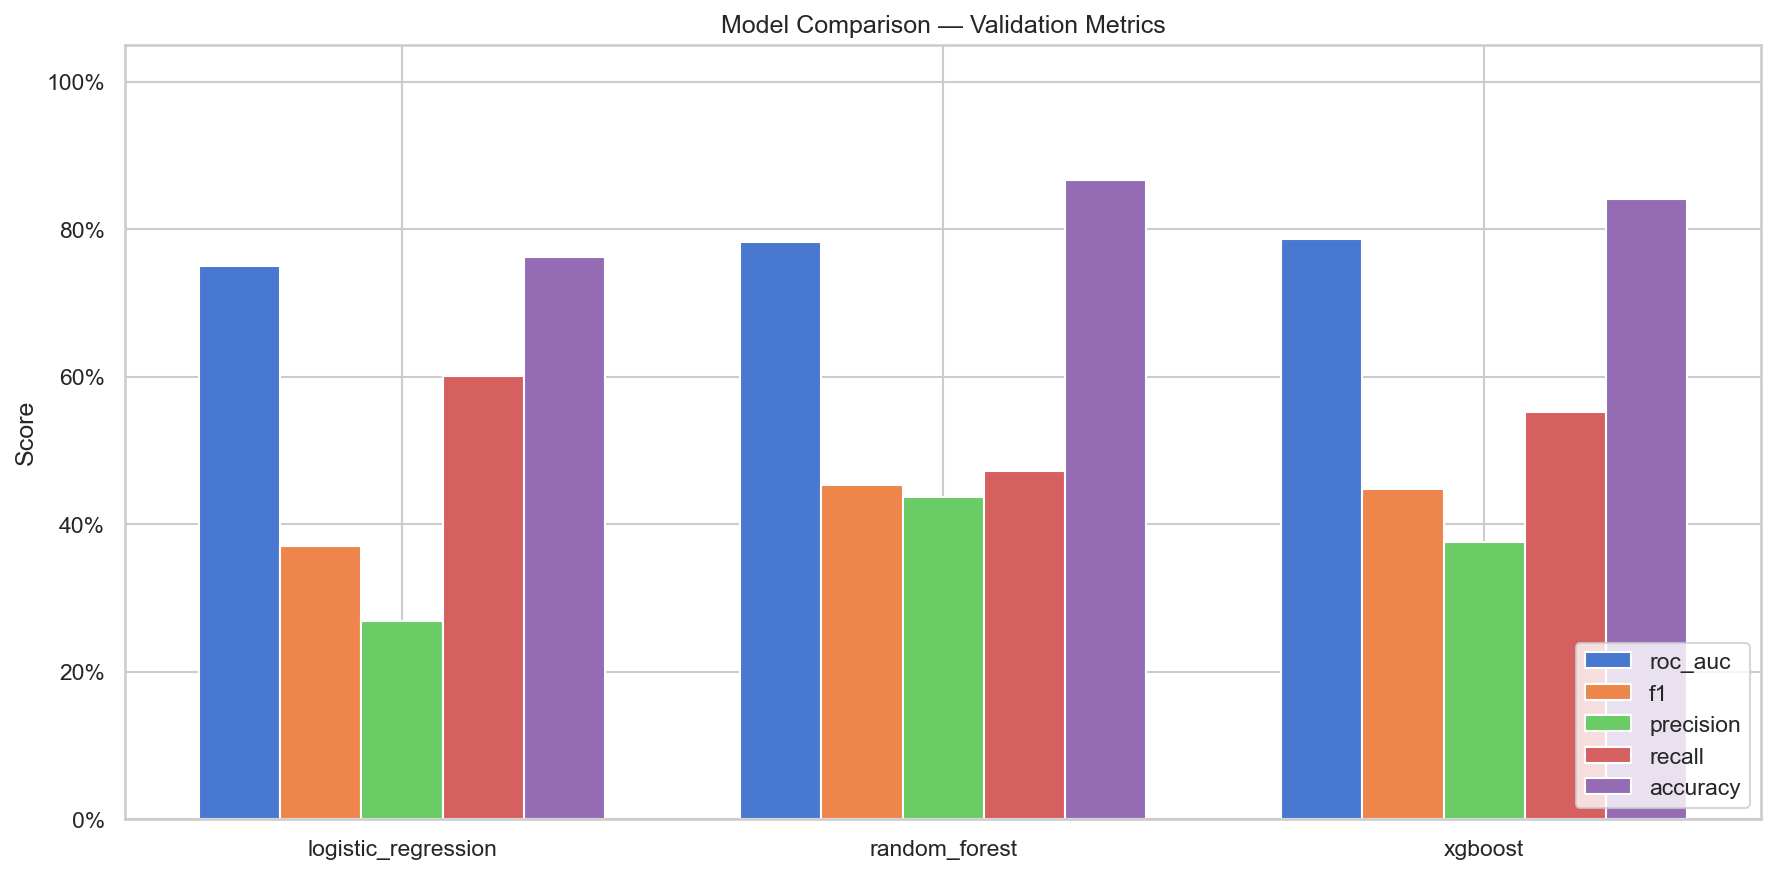 Model Comparison — Validation Metrics
Score
100%
80%
60%
40%
20%
0%
logistic_regression
random_forest
xgboost
roc_auc
f1
precision
recall
accuracy